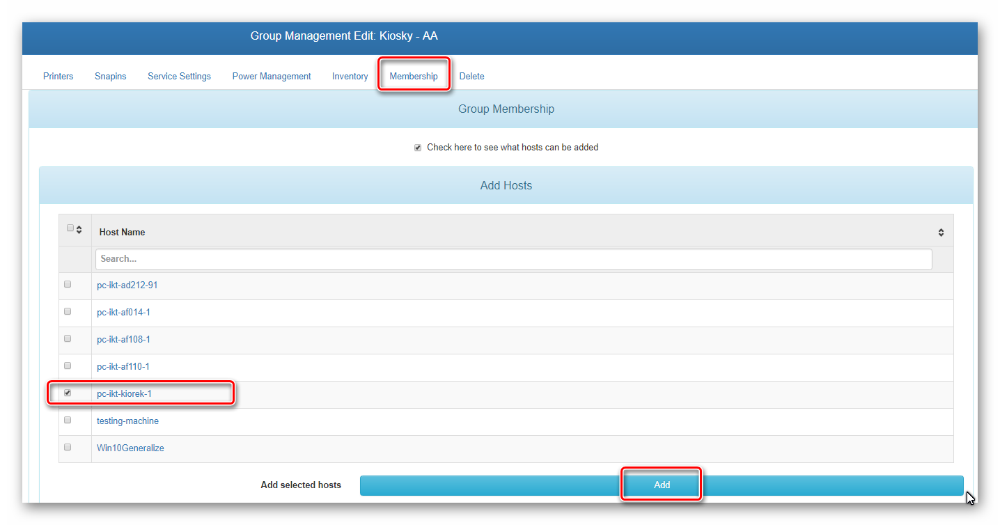 Group Management Edit: Kiosky - AA
Printers Snapins Service Settings Power Management Inventory Membership Delete
Group Membership
Check here to see what hosts can be added
Add Hosts
Host Name
Search...
pc-ikt-ad212-91
pc-ikt-af014-1
pc-ikt-af108-1
pc-ikt-af110-1
pc-ikt-kiorek-1
testing-machine
Win10Generalize
Add selected hosts Add